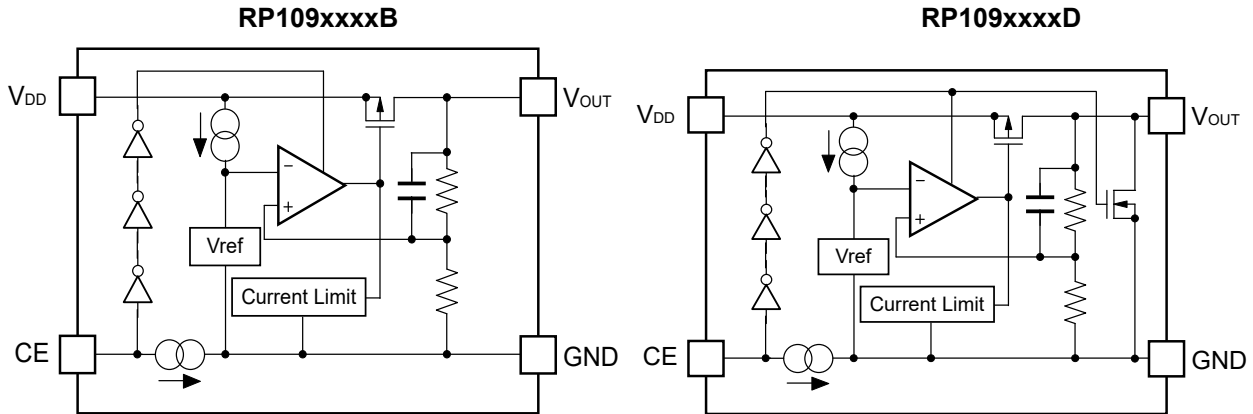 RP109xxxxB
VDD
VOUT
−
+
Vref
Current Limit
CE
GND
RP109xxxxD
VDD
VOUT
−
+
Vref
Current Limit
CE
GND